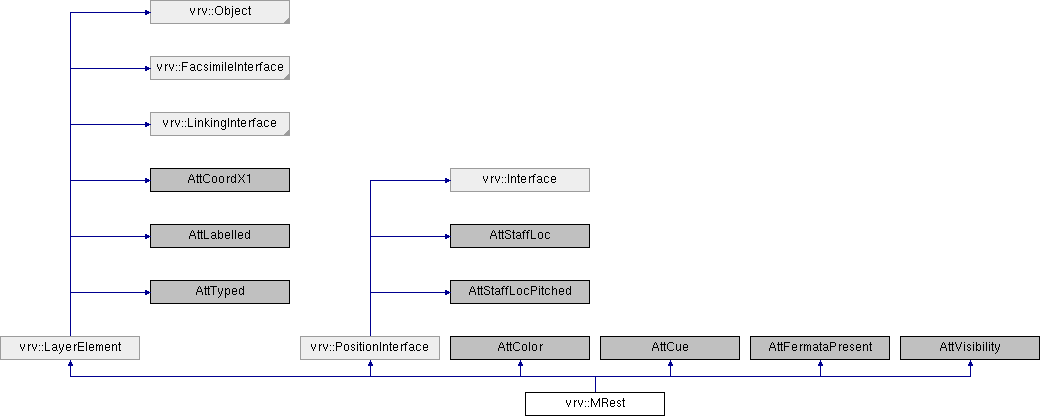 vrv::Object
vrv::FacsimileInterface
vrv::LinkingInterface
AttCoordX1
vrv::Interface
AttLabelled
AttStaffLoc
AttTyped
AttStaffLocPitched
vrv::LayerElement
vrv::PositionInterface
AttColor
AttCue
AttFermataPresent
AttVisibility
vrv::MRest